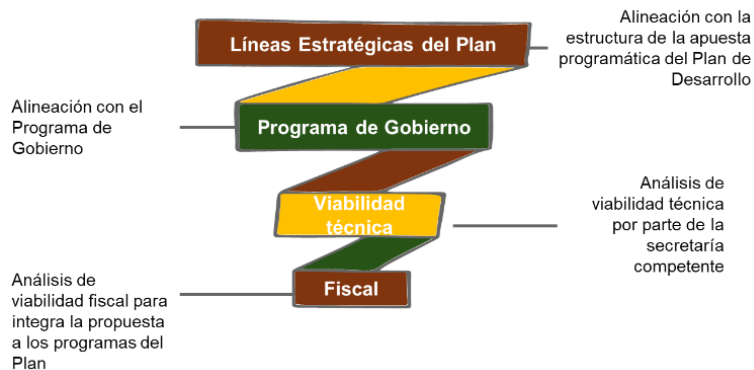 Líneas Estratégicas del Plan
Alineación con la
estructura de la apuesta
programática del Plan de
Desarrollo
Alineación con el
Programa de
Gobierno
Programa de Gobierno
Viabilidad
técnica
Análisis de
viabilidad técnica
por parte de la
secretaría
competente
Análisis de
viabilidad fiscal para
integra la propuesta
a los programas del
Plan
Fiscal